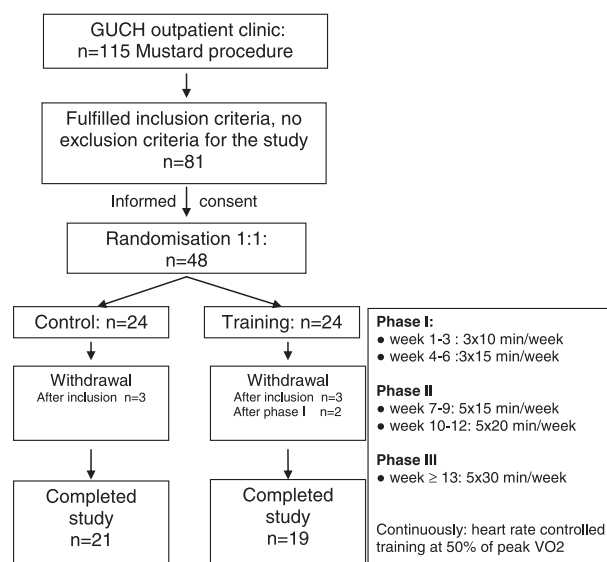 GUCH outpatient clinic:
n=115 Mustard procedure
Fulfilled inclusion criteria, no
exclusion criteria for the study
n=81
Informed consent
Randomisation 1:1:
n=48
Control: n=24
Training: n=24
Withdrawal
After inclusion n=3
Withdrawal
After inclusion n=3
After phase I n=2
Completed
study
n=21
Completed
study
n=19
Phase I:
● week 1-3 : 3x10 min/week
● week 4-6 :3x15 min/week
Phase II
● week 7-9: 5x15 min/week
● week 10-12: 5x20 min/week
Phase III
● week ≥ 13: 5x30 min/week
Continuously: heart rate controlled
training at 50% of peak VO2